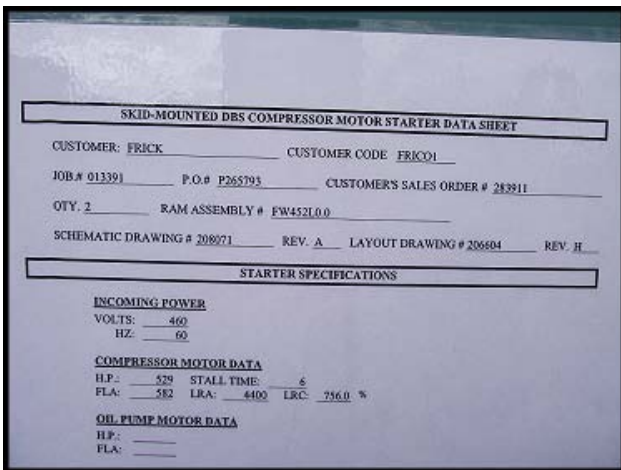 SKID-MOUNTED DBS COMPRESSOR MOTOR STARTER DATA SHEET
CUSTOMER: FRICK CUSTOMER CODE FRICO1
JOB.# 013391 P.O.# P265793 CUSTOMER'S SALES ORDER # 283911
QTY. 2 RAM ASSEMBLY # FW452L0.0
SCHEMATIC DRAWING # 208071 REV. A LAYOUT DRAWING # 206604 REV. H
STARTER SPECIFICATIONS
INCOMING POWER
VOLTS: 460
HZ: 60
COMPRESSOR MOTOR DATA
H.P.: 529 STALL TIME: 6
FLA: 582 LRA: 4400 LRC: 756.0 %
OIL PUMP MOTOR DATA
H.P.:
FLA: